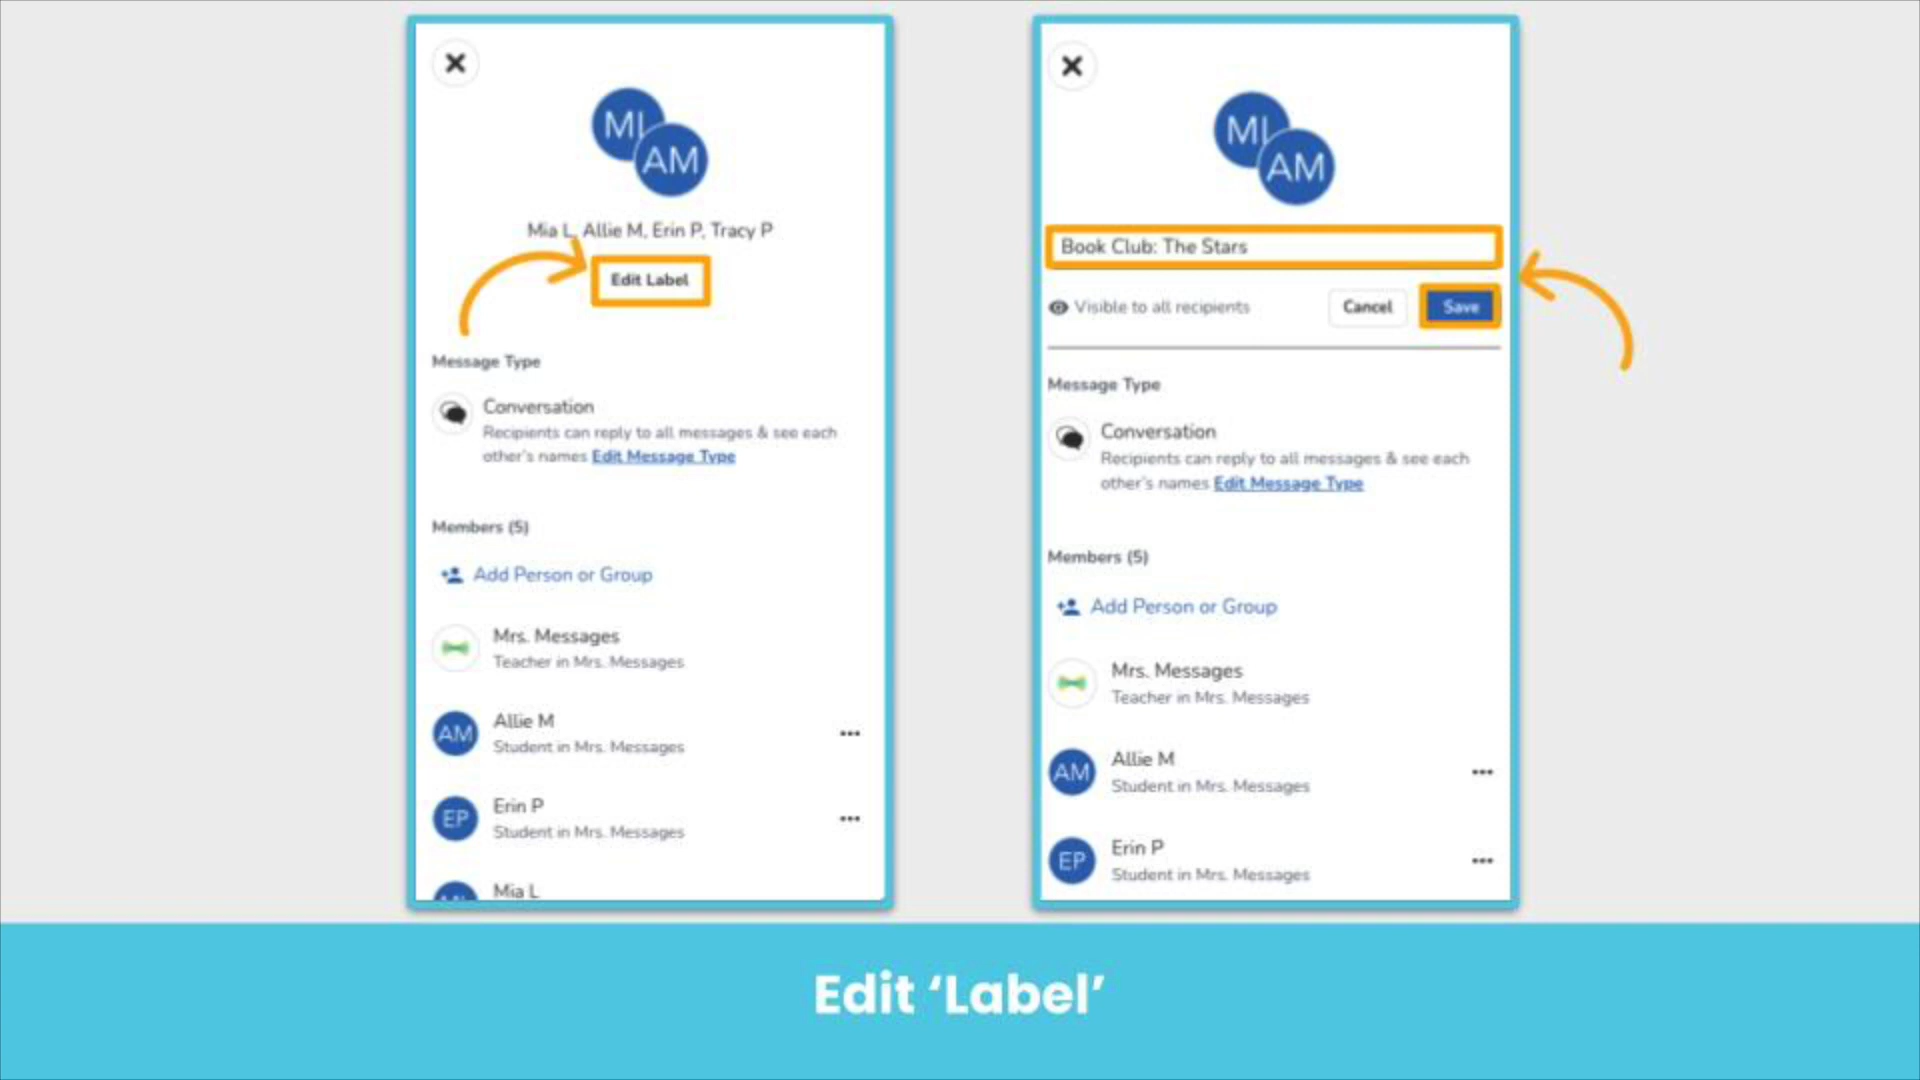 ML
AM
Mia L, Allie M, Erin P, Tracy P
Edit Label
Message Type
Conversation
Recipients can reply to all messages & see each
other's names Edit Message Type
Members (5)
Add Person or Group
Mrs. Messages
Teacher in Mrs. Messages
AM
Allie M
Student in Mrs. Messages
EP
Erin P
Student in Mrs. Messages
Mia L
ML
AM
Book Club: The Stars
Visible to all recipients
Cancel
Save
Message Type
Conversation
Recipients can reply to all messages & see each
other's names Edit Message Type
Members (5)
Add Person or Group
Mrs. Messages
Teacher in Mrs. Messages
AM
Allie M
Student in Mrs. Messages
EP
Erin P
Student in Mrs. Messages
Edit ‘Label’